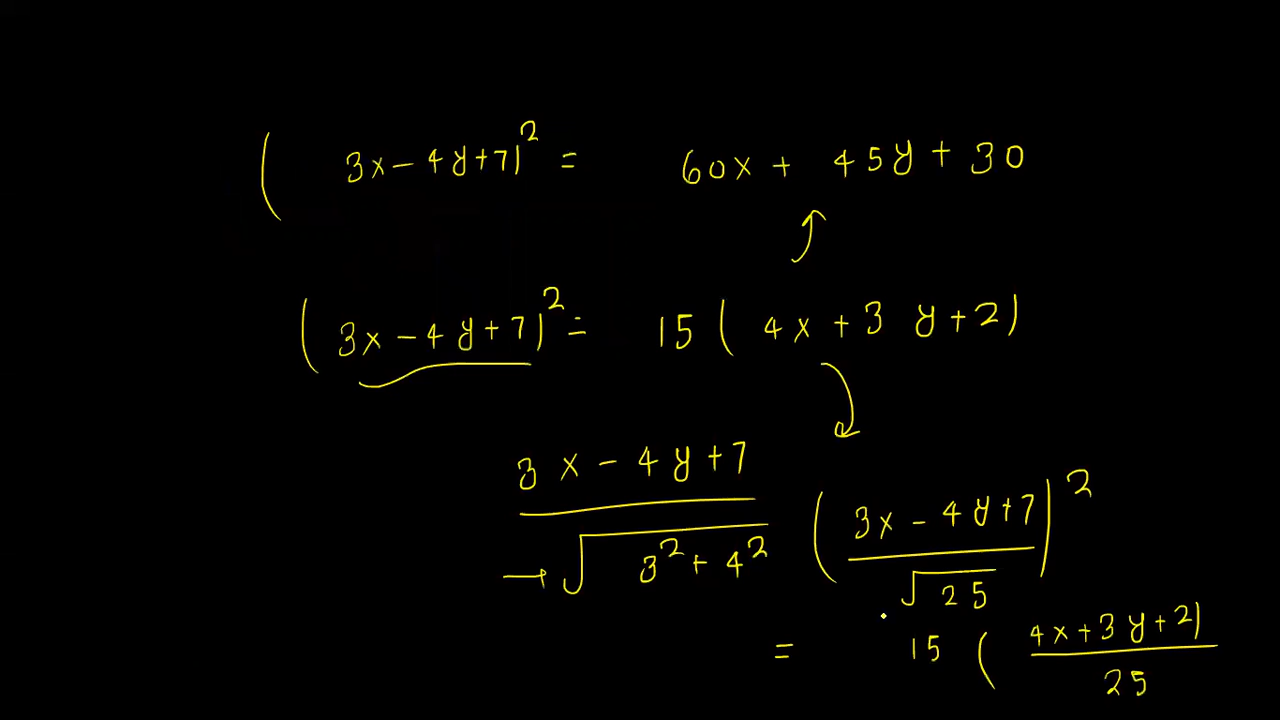 (3x-4y+7)² = 60x + 45y + 30
(3x-4y+7)² = 15(4x+3y+2)
3x-4y+7
→ √3²+4²
(3x-4y+7)²
√25
= 15(4x+3y+2)
25